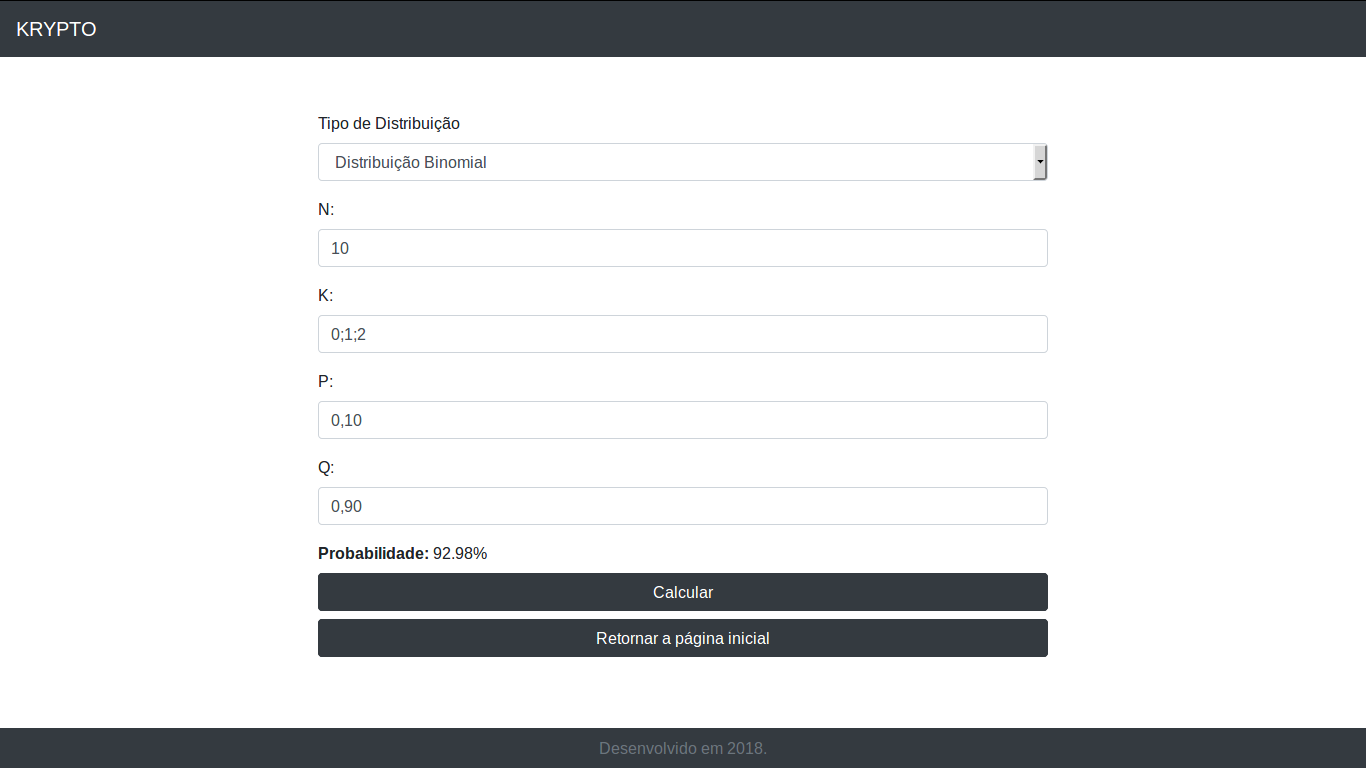 KRYPTO
Tipo de Distribuição
Distribuição Binomial
N:
10
K:
0;1;2
P:
0,10
Q:
0,90
Probabilidade: 92.98%
Calcular
Retornar a página inicial
Desenvolvido em 2018.